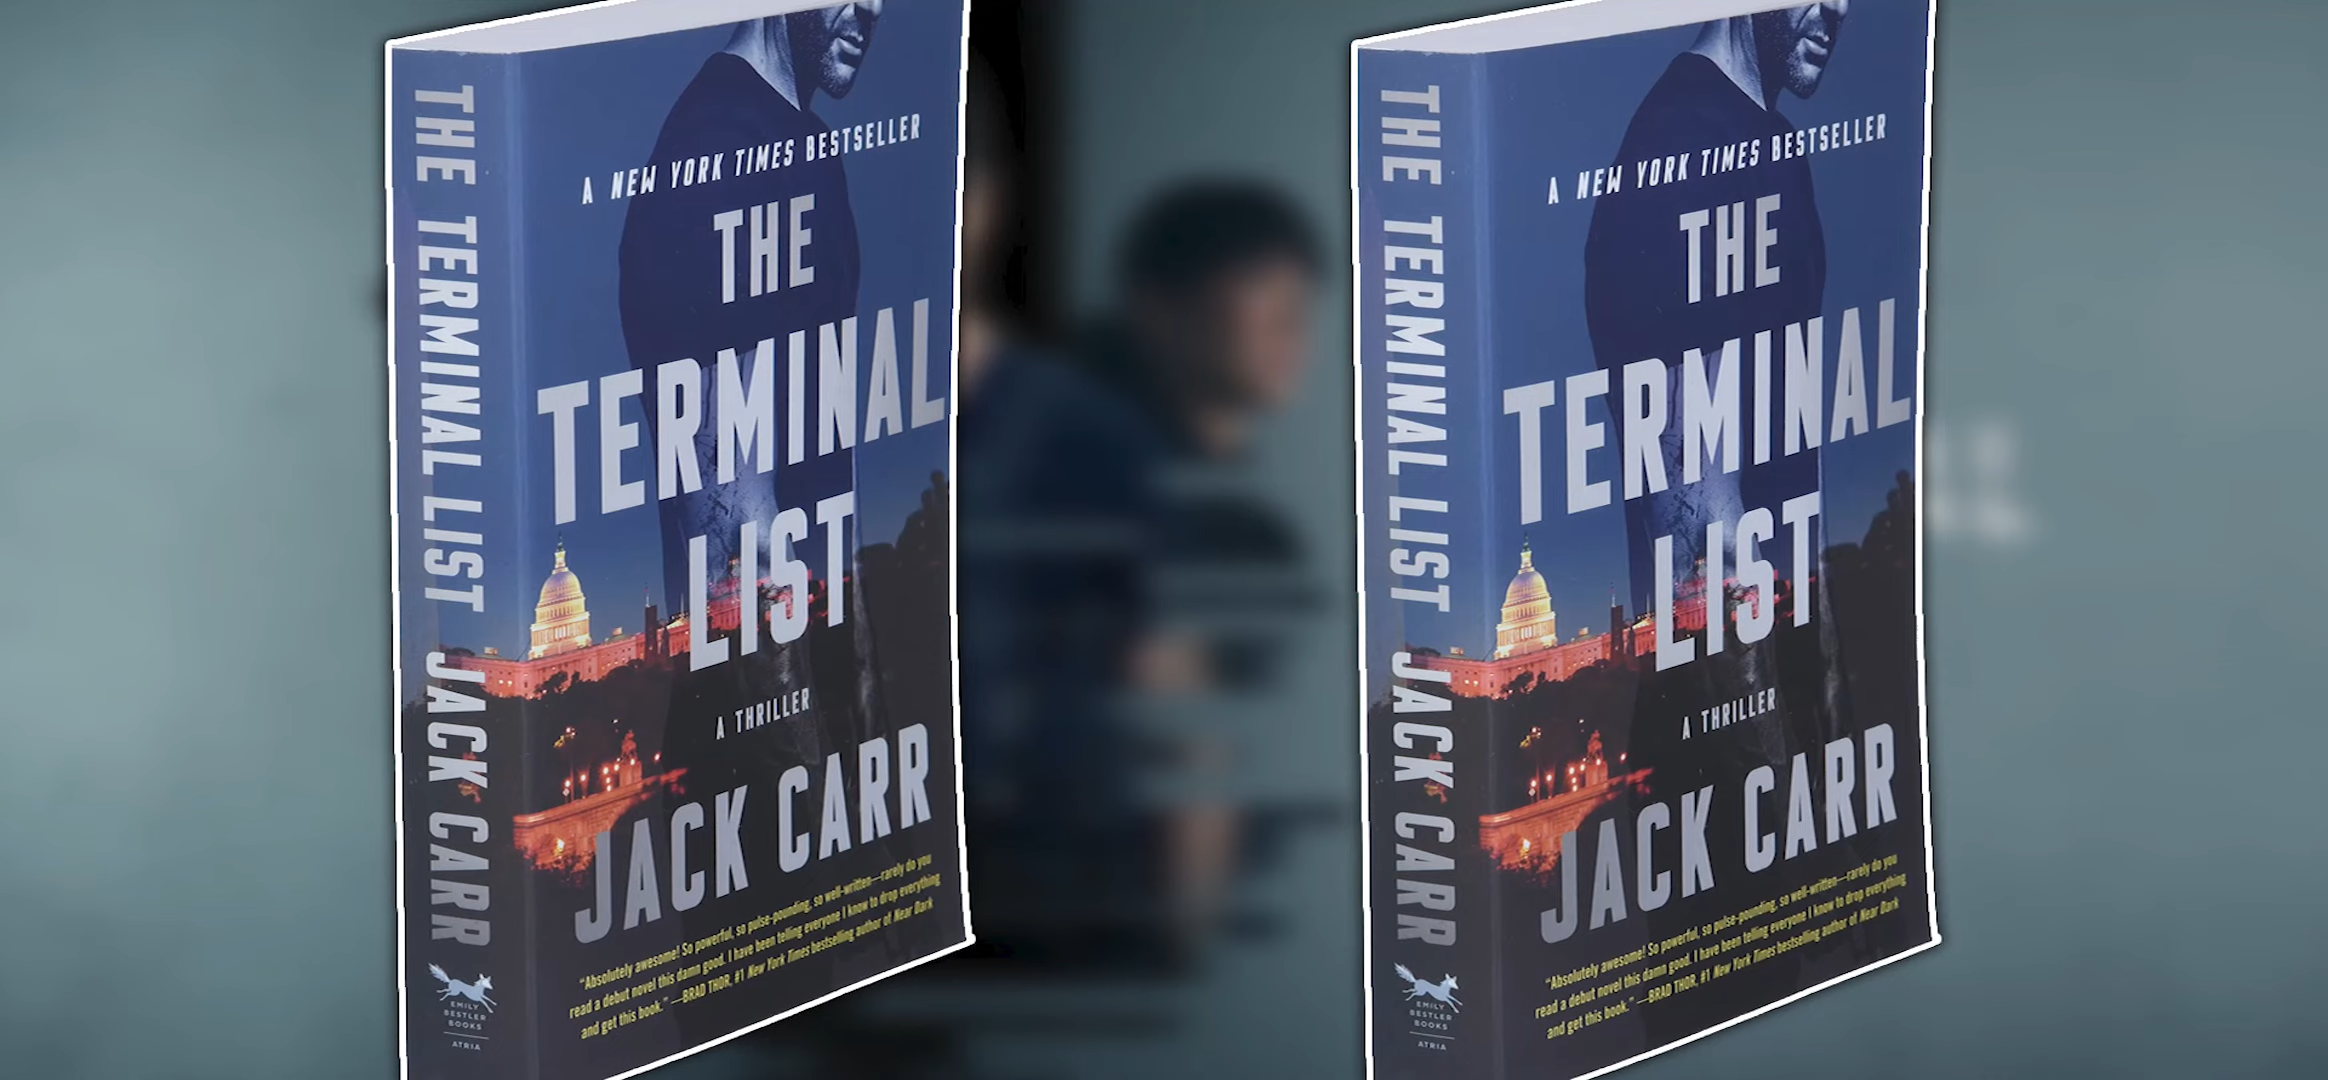 THE TERMINAL LIST JACK CARR
EMILY
BESTLER
BOOKS
ATRIA
A NEW YORK TIMES BESTSELLER
THE
TERMINAL
LIST
A THRILLER
JACK CARR
“Absolutely awesome! So powerful, so pulse-pounding, so well-written—rarely do you
read a debut novel this damn good. I have been telling everyone I know to drop everything
and get this book.” —BRAD THOR, #1 New York Times bestselling author of Near Dark
THE TERMINAL LIST JACK CARR
EMILY
BESTLER
BOOKS
ATRIA
A NEW YORK TIMES BESTSELLER
THE
TERMINAL
LIST
A THRILLER
JACK CARR
“Absolutely awesome! So powerful, so pulse-pounding, so well-written—rarely do you
read a debut novel this damn good. I have been telling everyone I know to drop everything
and get this book.” —BRAD THOR, #1 New York Times bestselling author of Near Dark